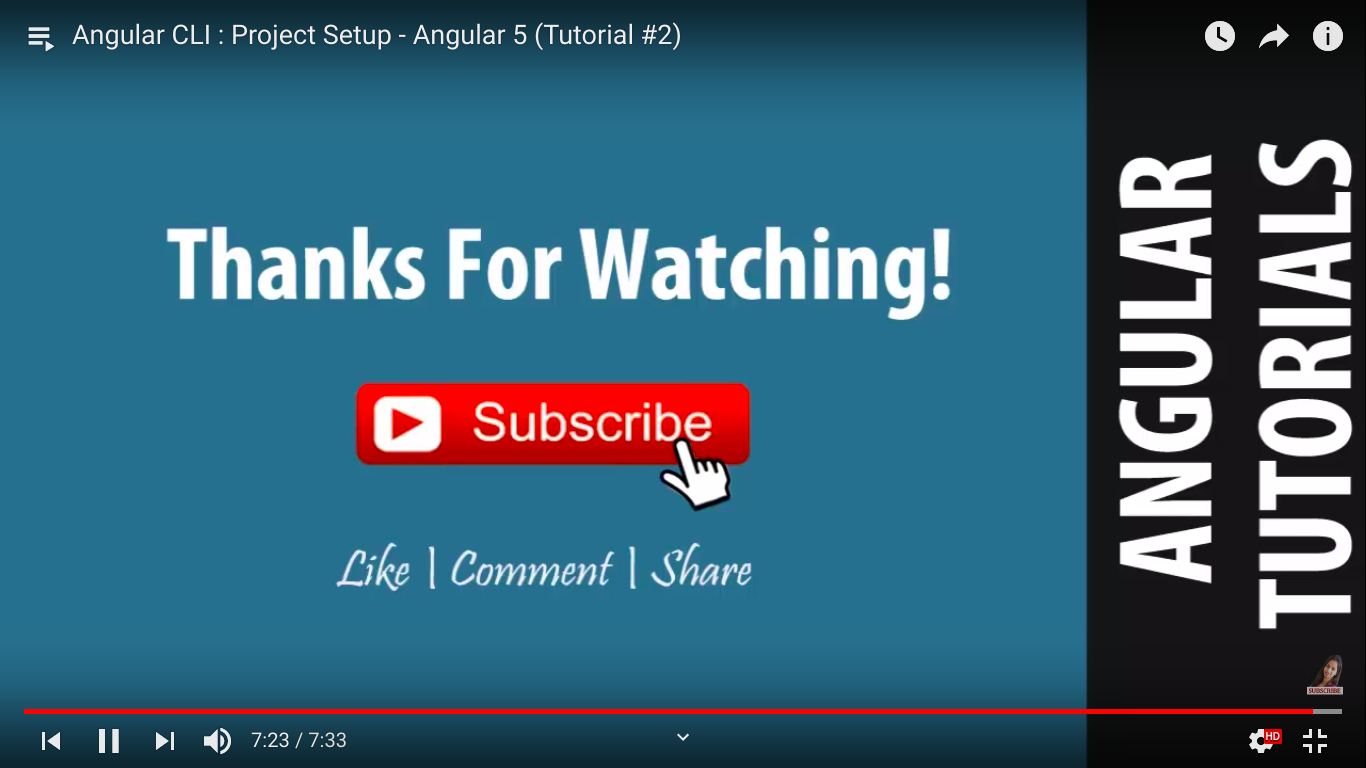 Angular CLI : Project Setup - Angular 5 (Tutorial #2)
Thanks For Watching!
Subscribe
Like | Comment | Share
ANGULAR
TUTORIALS
SUBSCRIBE
7:23 / 7:33
HD